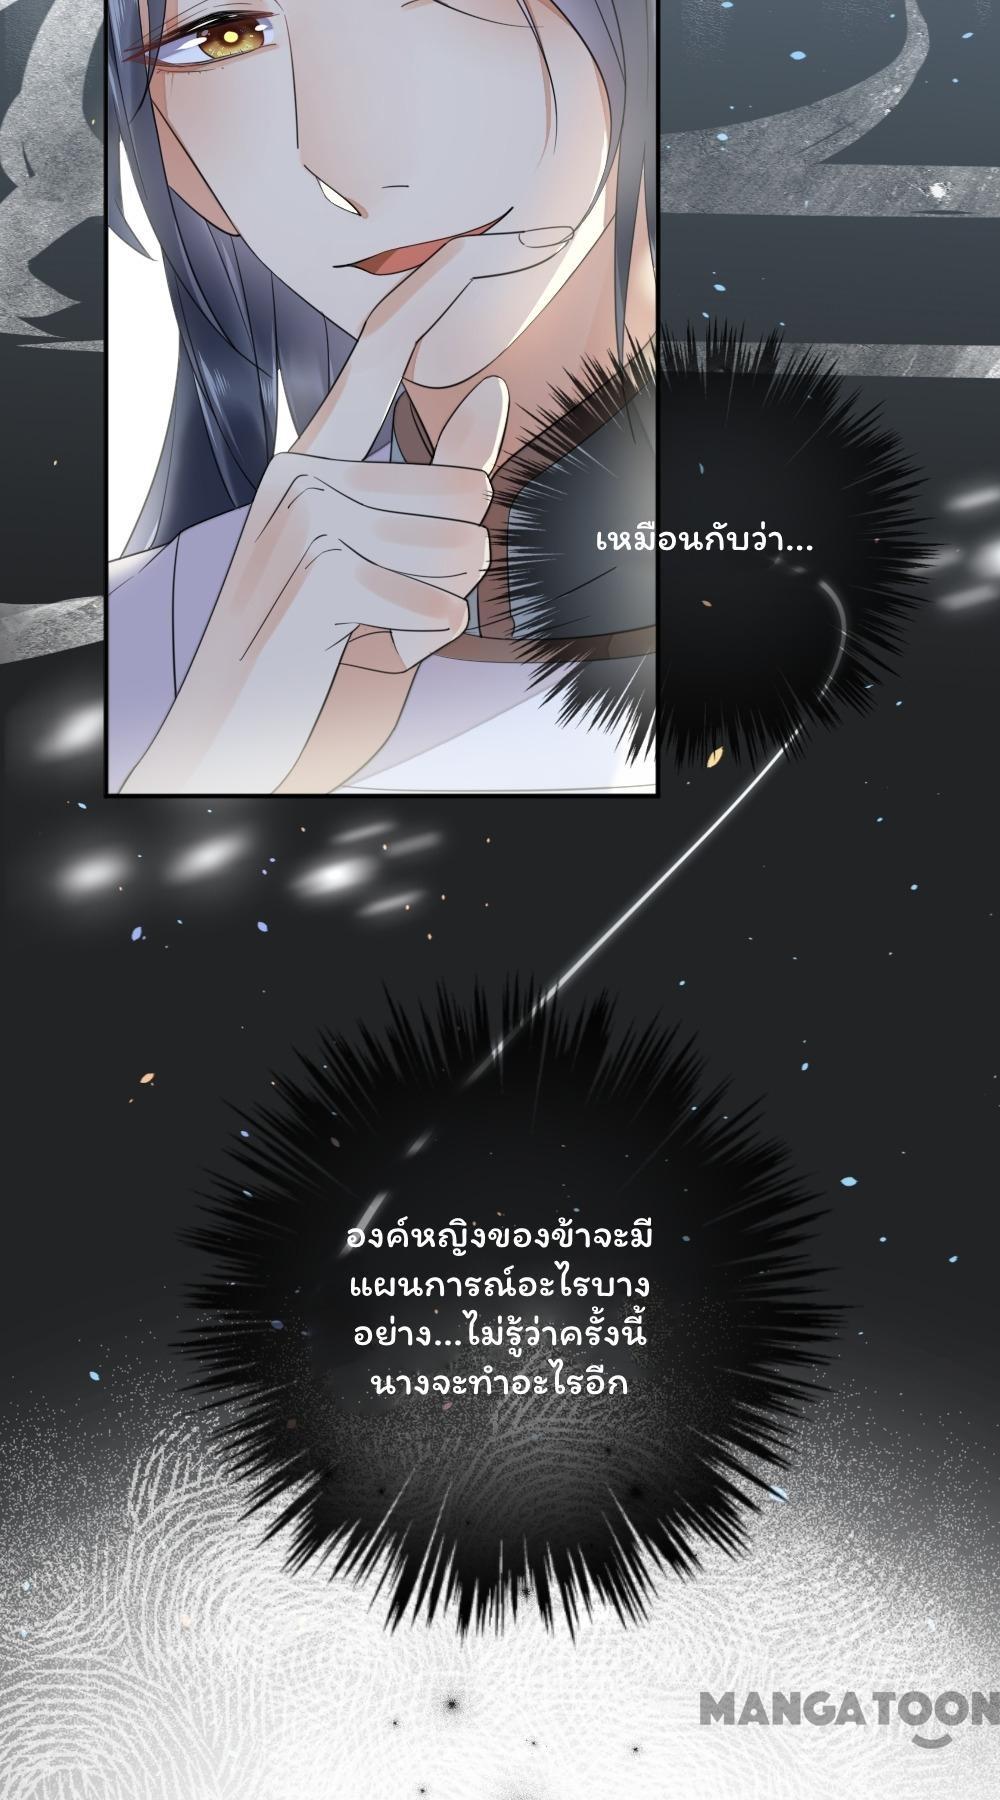 เหมือนกับว่า...
องค์หญิงของข้าจะมี
แผนการณ์อะไรบาง
อย่าง...ไม่รู้ว่าครั้งนี้
นางจะทำอะไรอีก
MANGATOON